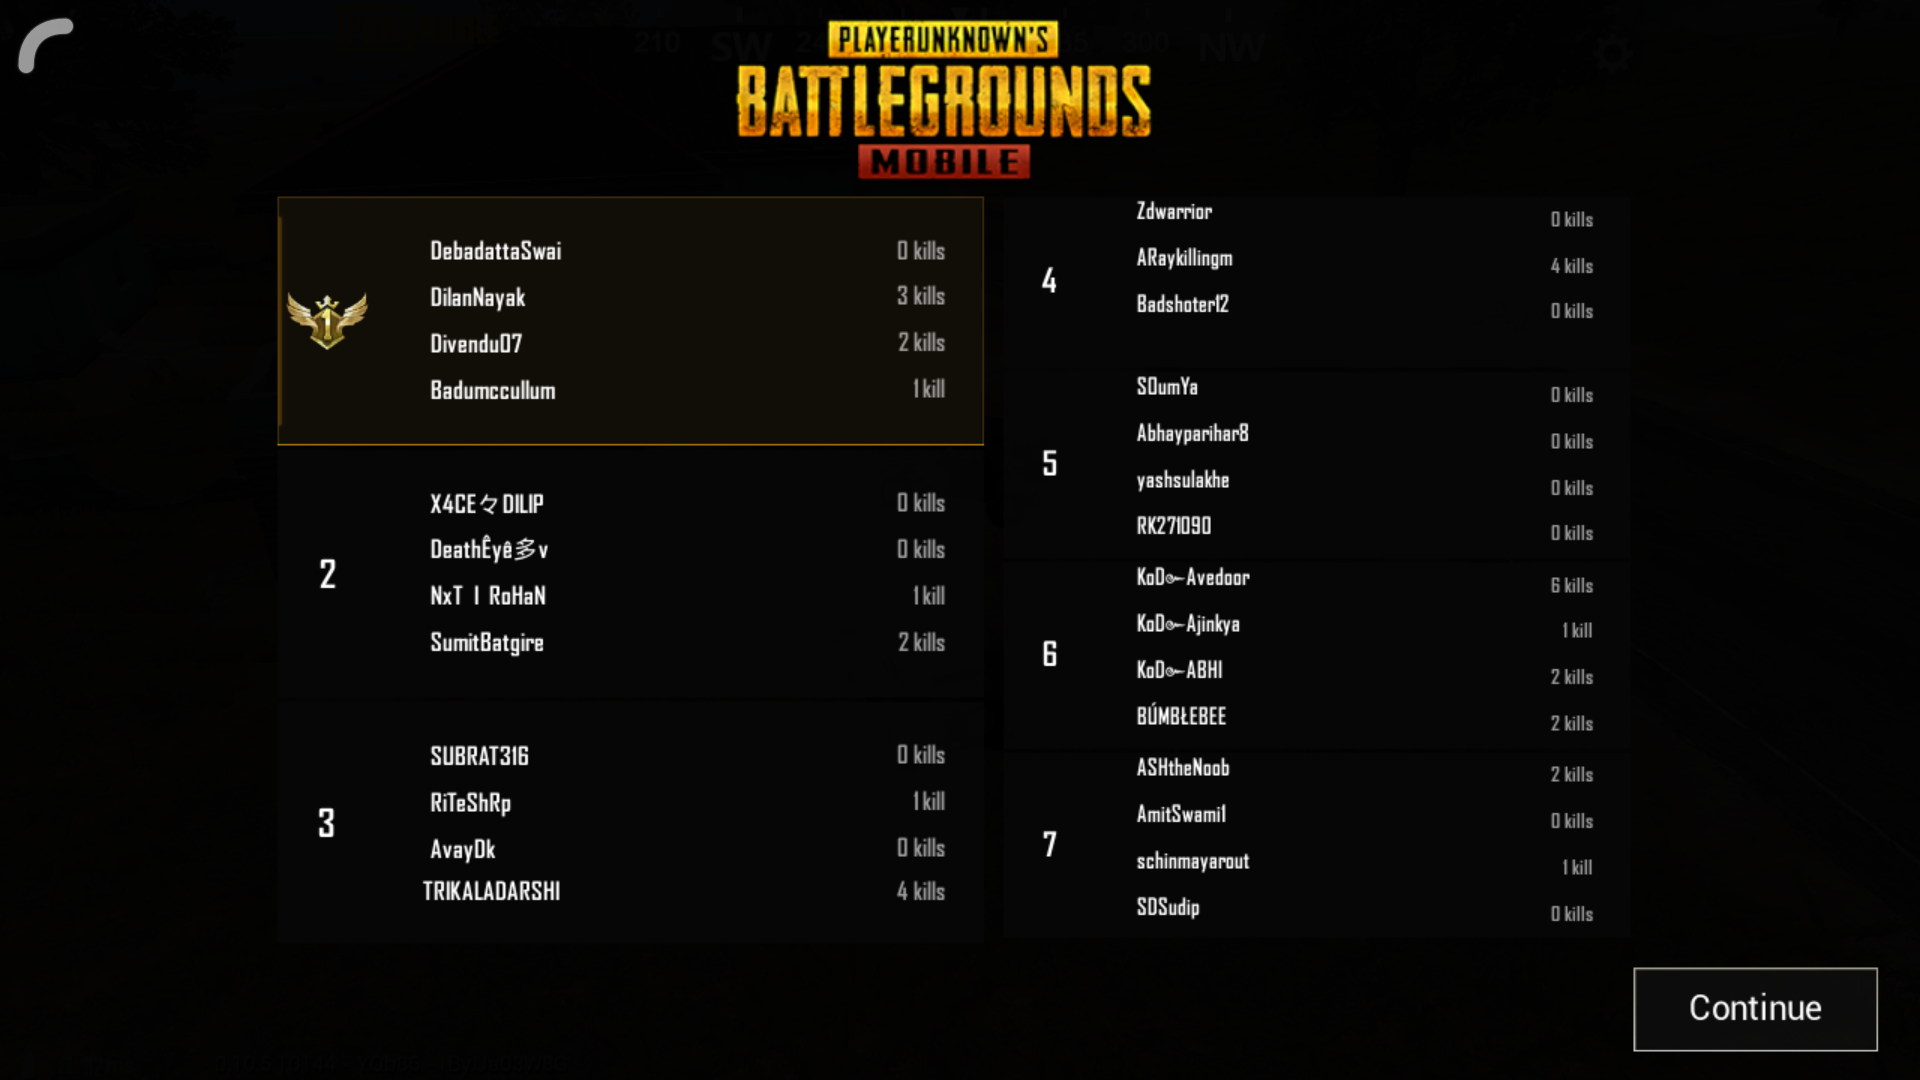 PLAYERUNKNOWN'S
BATTLEGROUNDS
MOBILE
210 SW 300 NW
1
DebadattaSwai 0 kills
DilanNayak 3 kills
Divendu07 2 kills
Badumccullum 1 kill
2
X4CE々DILIP 0 kills
DeathÊyê多v 0 kills
NxT | RoHaN 1 kill
SumitBatgire 2 kills
3
SUBRAT316 0 kills
RiTeShRp 1 kill
AvayDk 0 kills
TRIKALADARSHI 4 kills
4
Zdwarrior 0 kills
ARaykillingm 4 kills
Badshoter12 0 kills
5
SOumYa 0 kills
Abhayparihar8 0 kills
yashsulakhe 0 kills
RK271090 0 kills
6
KoD๛Avedoor 6 kills
KoD๛Ajinkya 1 kill
KoD๛ABHI 2 kills
BÚMBŁEBEE 2 kills
7
ASHtheNoob 2 kills
AmitSwami1 0 kills
schinmayarout 1 kill
SDSudip 0 kills
Continue